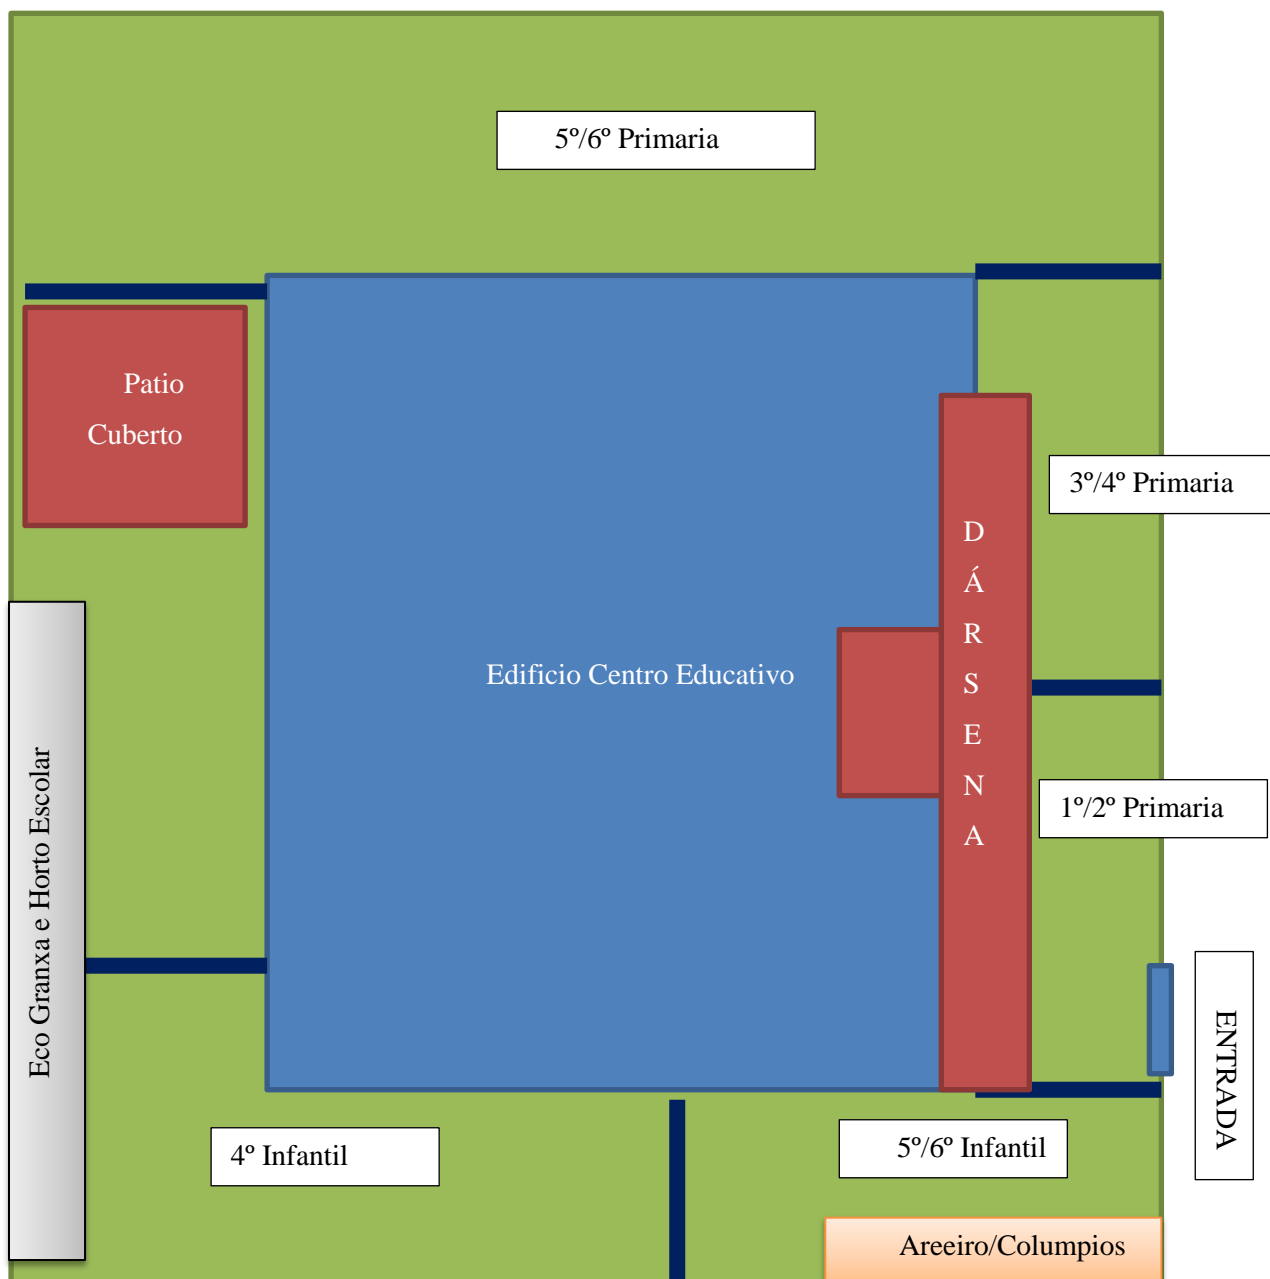 5º/6º Primaria
Patio
Cuberto
3º/4º Primaria
DÁRSENA
Edificio Centro Educativo
1º/2º Primaria
Eco Granxa e Horto Escolar
ENTRADA
4º Infantil
5º/6º Infantil
Areeiro/Columpios